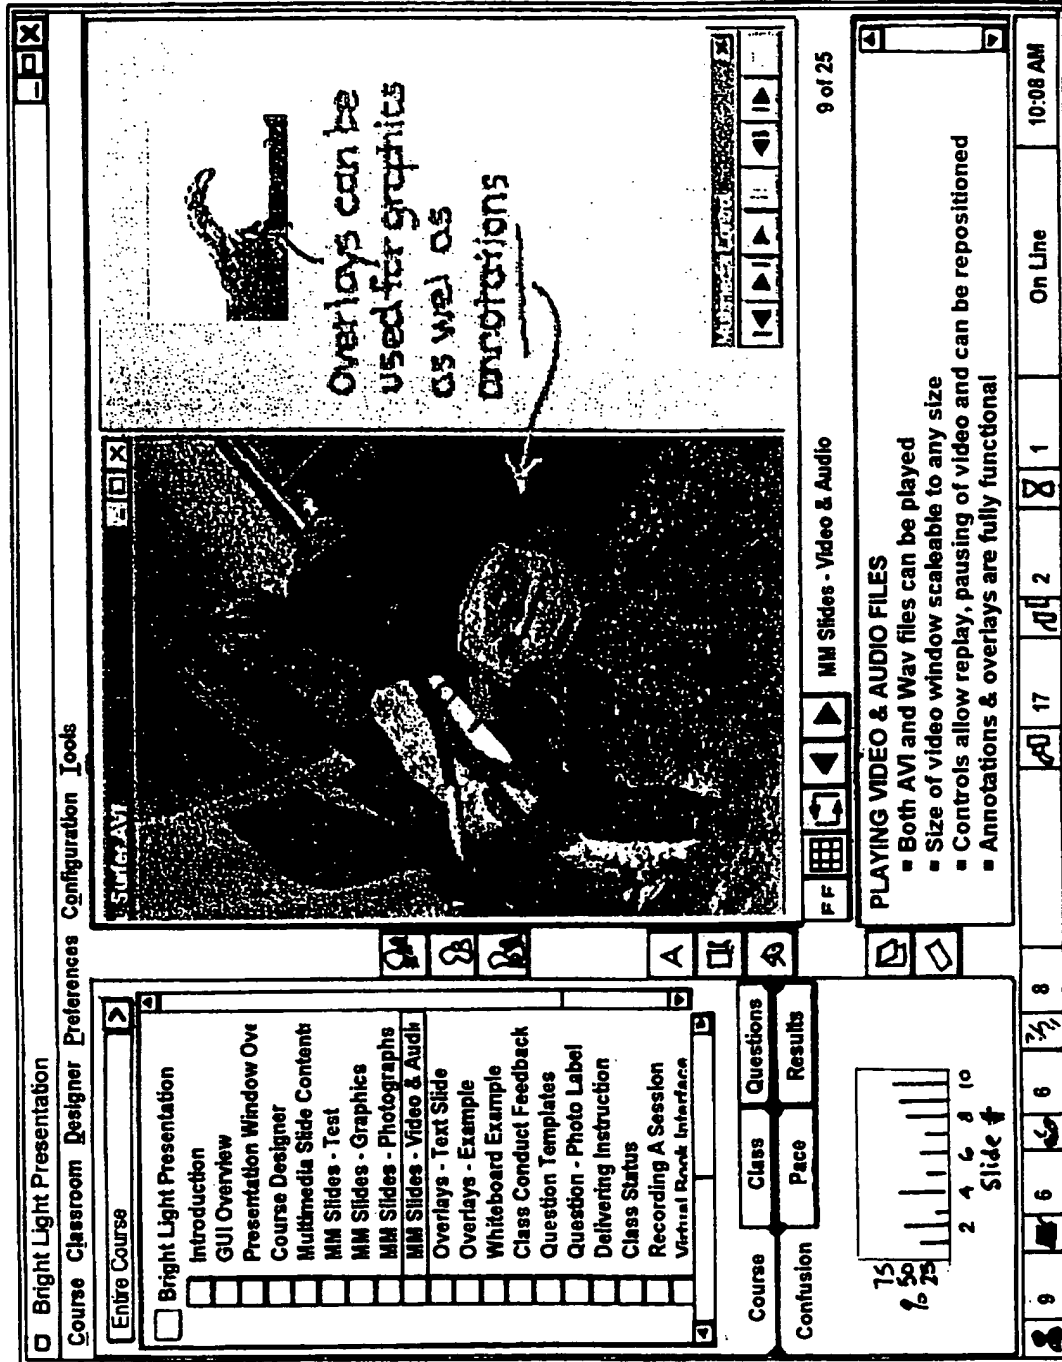 Bright Light Presentation
Course Classroom Designer Preferences Configuration Tools
Entire Course >
Bright Light Presentation
Introduction
GUI Overview
Presentation Window Ove
Course Designer
Multimedia Slide Contents
MM Slides - Test
MM Slides - Graphics
MM Slides - Photographs
MM Slides - Video & Audi
Overlays - Text Slide
Overlays - Example
Whiteboard Example
Class Conduct Feedback
Question Templates
Question - Photo Label
Delivering Instruction
Class Status
Recording A Session
Virtual Book Interface
Course Class Questions
Confusion Pace Results
75
% 50
25
2 4 6 8 10
Slide #
A
Overlays can be
used for graphics
as wel as
annotations
FF
MM Slides - Video & Audio
9 of 25
PLAYING VIDEO & AUDIO FILES
▪ Both AVI and Wav files can be played
▪ Size of video window scaleable to any size
▪ Controls allow replay, pausing of video and can be repositioned
▪ Annotations & overlays are fully functional
9 6 6 8 17 2 1 On Line 10:08 AM